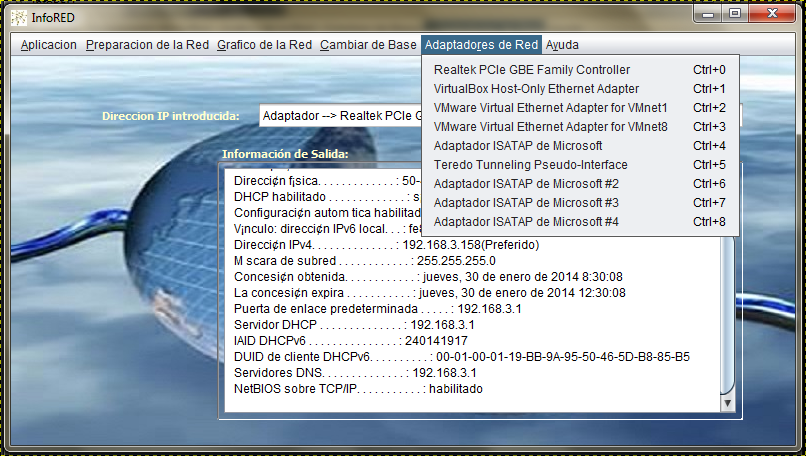 InfoRED
Aplicacion Preparacion de la Red Grafico de la Red Cambiar de Base Adaptadores de Red Ayuda
Realtek PCIe GBE Family Controller Ctrl+0
VirtualBox Host-Only Ethernet Adapter Ctrl+1
VMware Virtual Ethernet Adapter for VMnet1 Ctrl+2
VMware Virtual Ethernet Adapter for VMnet8 Ctrl+3
Adaptador ISATAP de Microsoft Ctrl+4
Teredo Tunneling Pseudo-Interface Ctrl+5
Adaptador ISATAP de Microsoft #2 Ctrl+6
Adaptador ISATAP de Microsoft #3 Ctrl+7
Adaptador ISATAP de Microsoft #4 Ctrl+8
Direccion IP introducida: Adaptador --> Realtek PCIe G
Información de Salida:
Direcci¢n f¡sica. . . . . . . . . . . . . : 50-
DHCP habilitado . . . . . . . . . . . . . : s
Configuraci¢n autom tica habilitad
V¡nculo: direcci¢n IPv6 local. . . : fe8
Direcci¢n IPv4. . . . . . . . . . . . . . : 192.168.3.158(Preferido)
M scara de subred . . . . . . . . . . . . : 255.255.255.0
Concesi¢n obtenida. . . . . . . . . . . . : jueves, 30 de enero de 2014 8:30:08
La concesi¢n expira . . . . . . . . . . . : jueves, 30 de enero de 2014 12:30:08
Puerta de enlace predeterminada . . . . . : 192.168.3.1
Servidor DHCP . . . . . . . . . . . . . . : 192.168.3.1
IAID DHCPv6 . . . . . . . . . . . . . . . : 240141917
DUID de cliente DHCPv6. . . . . . . . . . : 00-01-00-01-19-BB-9A-95-50-46-5D-B8-85-B5
Servidores DNS. . . . . . . . . . . . . . : 192.168.3.1
NetBIOS sobre TCP/IP. . . . . . . . . . . : habilitado